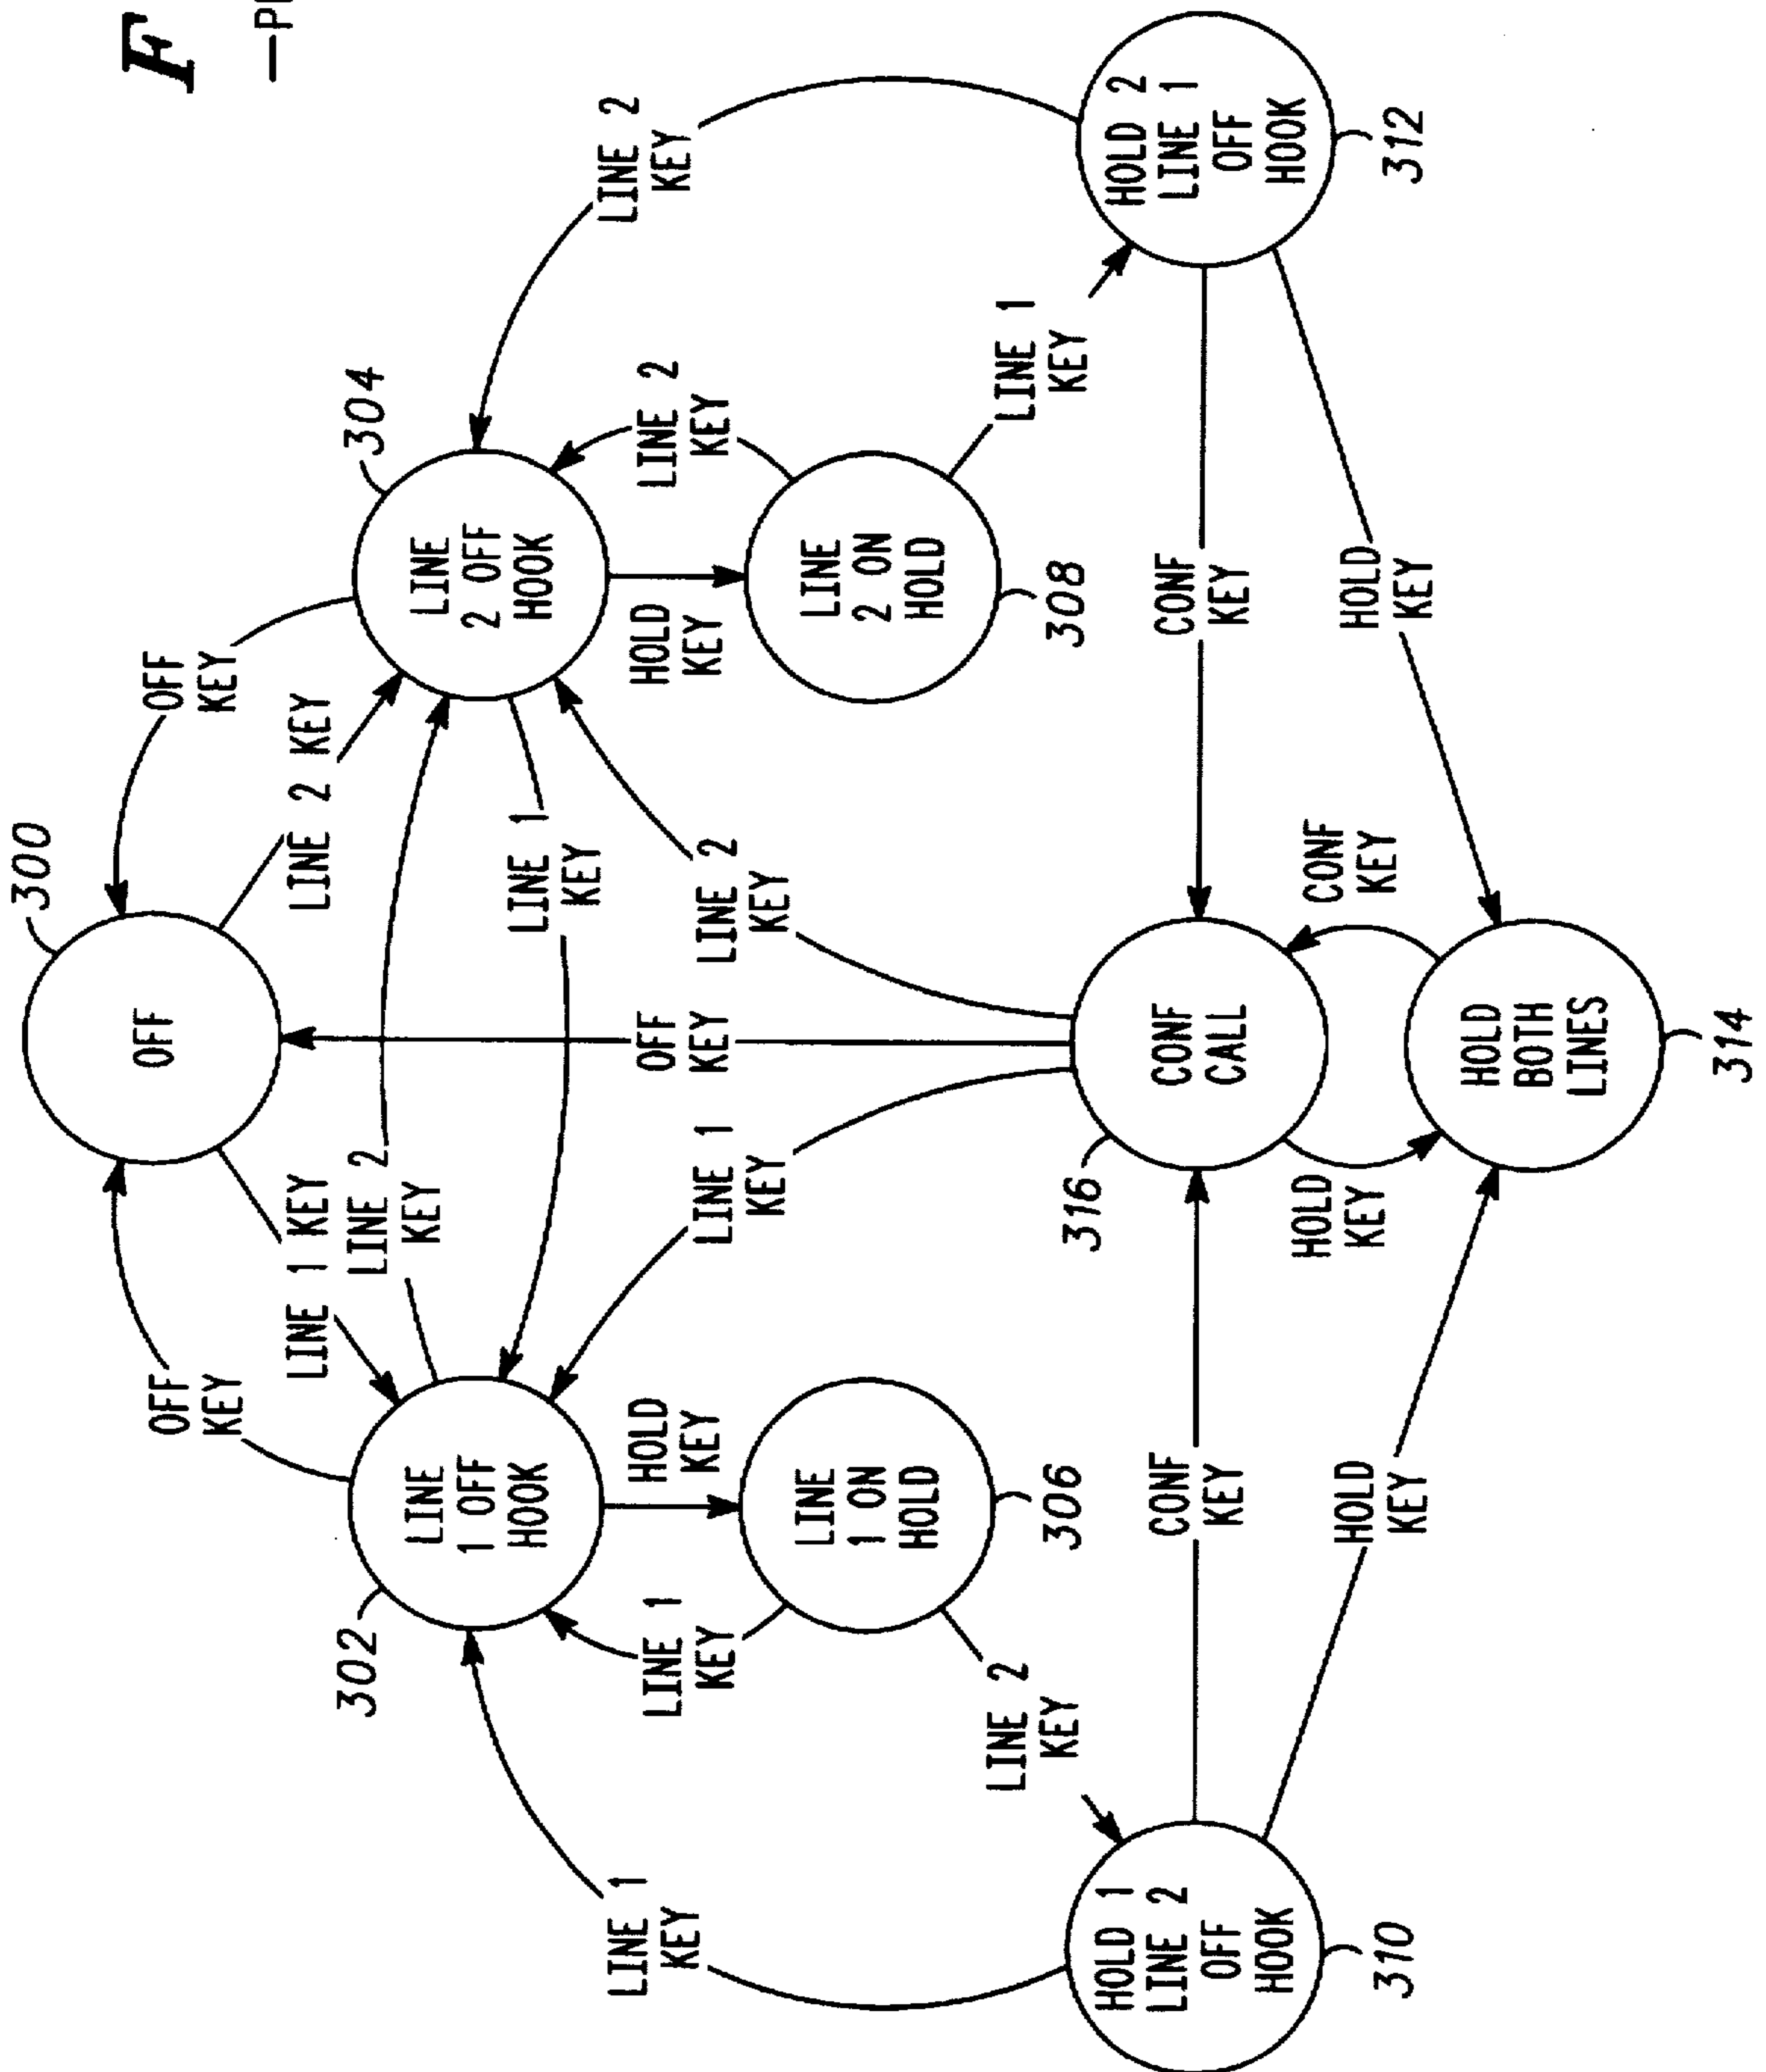 F
300
OFF
OFF
KEY
OFF
KEY
LINE 1 KEY
LINE 2 KEY
302
LINE
1 OFF
HOOK
LINE 2
KEY
304
LINE
2 OFF
HOOK
LINE 1
KEY
LINE 1
KEY
LINE 1
KEY
HOLD
KEY
LINE 1
KEY
OFF
KEY
LINE 2
KEY
HOLD
KEY
LINE 2
KEY
LINE 2
KEY
LINE
1 ON
HOLD
306
LINE
2 ON
HOLD
308
LINE 2
KEY
LINE 1
KEY
HOLD 1
LINE 2
OFF
HOOK
310
CONF
KEY
316
CONF
CALL
CONF
KEY
HOLD 2
LINE 1
OFF
HOOK
312
HOLD
KEY
HOLD
KEY
CONF
KEY
HOLD
KEY
HOLD
BOTH
LINES
314